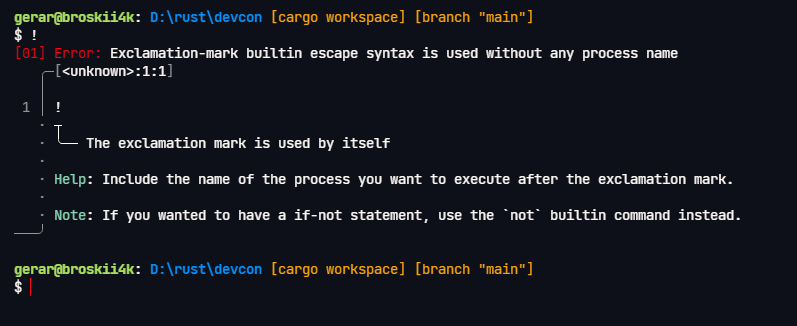 gerar@broskii4k: D:\rust\devcon [cargo workspace] [branch "main"]
$ !
[01] Error: Exclamation-mark builtin escape syntax is used without any process name
[<unknown>:1:1]
1 !
The exclamation mark is used by itself
Help: Include the name of the process you want to execute after the exclamation mark.
Note: If you wanted to have a if-not statement, use the `not` builtin command instead.
gerar@broskii4k: D:\rust\devcon [cargo workspace] [branch "main"]
$